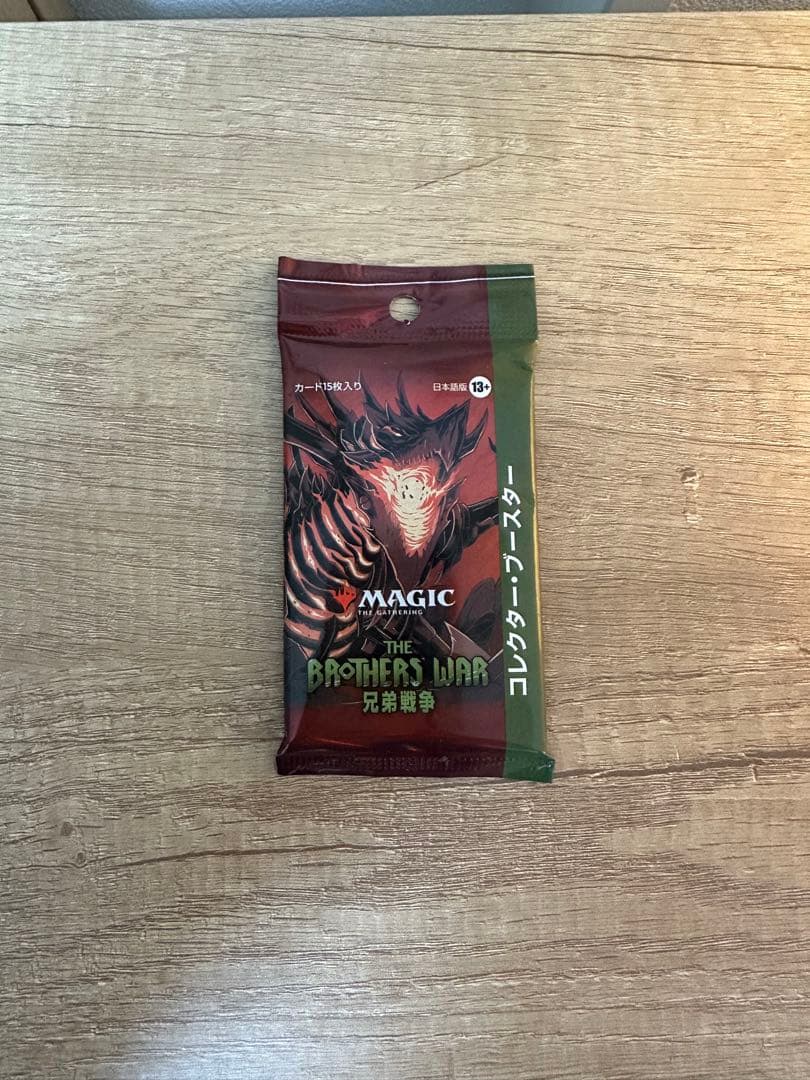 カード15枚入り
日本語版 13+
MAGIC
THE GATHERING
THE
BROTHERS WAR
兄弟戦争
コレクター・ブースター